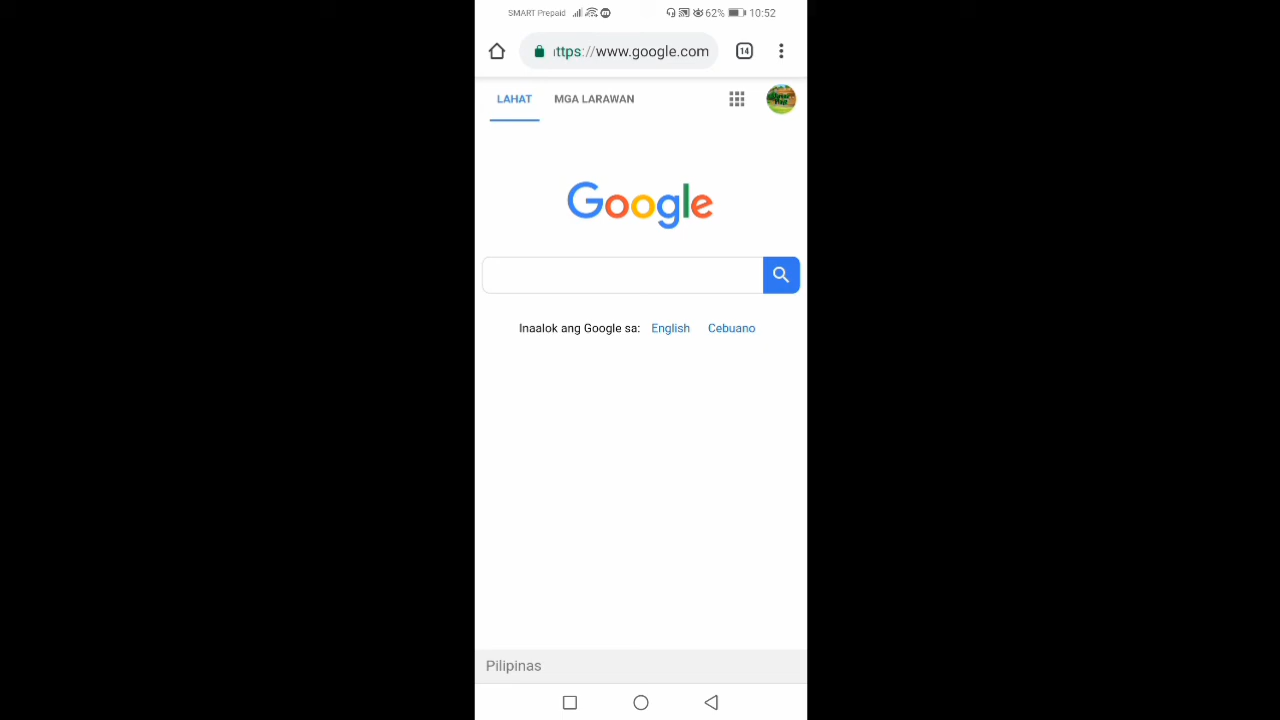 SMART Prepaid 62% 10:52
ttps://www.google.com 14
LAHAT MGA LARAWAN
Google
Inaalok ang Google sa: English Cebuano
Pilipinas